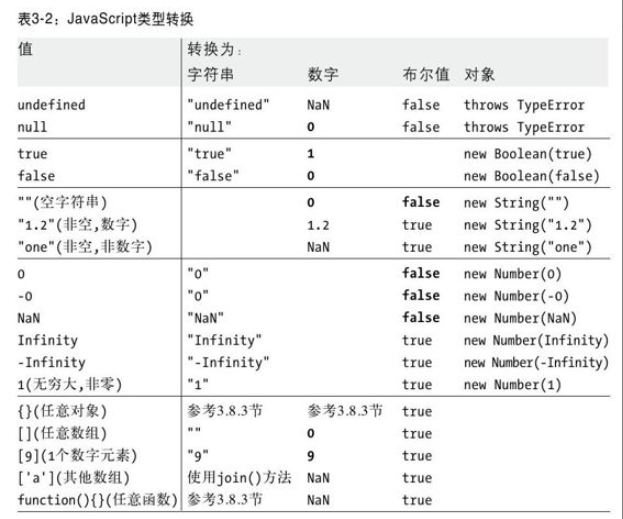 表3-2：JavaScript类型转换
值 转换为:
字符串 数字 布尔值 对象
undefined "undefined" NaN false throws TypeError
null "null" 0 false throws TypeError
true "true" 1 new Boolean(true)
false "false" 0 new Boolean(false)
""(空字符串) 0 false new String("")
"1.2"(非空,数字) 1.2 true new String("1.2")
"one"(非空,非数字) NaN true new String("one")
0 "0" false new Number(0)
-0 "0" false new Number(-0)
NaN "NaN" false new Number(NaN)
Infinity "Infinity" true new Number(Infinity)
-Infinity "-Infinity" true new Number(-Infinity)
1(无穷大,非零) "1" true new Number(1)
{}(任意对象) 参考3.8.3节 参考3.8.3节 true
[](任意数组) "" 0 true
[9](1个数字元素) "9" 9 true
['a'](其他数组) 使用join()方法 NaN true
function(){}(任意函数) 参考3.8.3节 NaN true